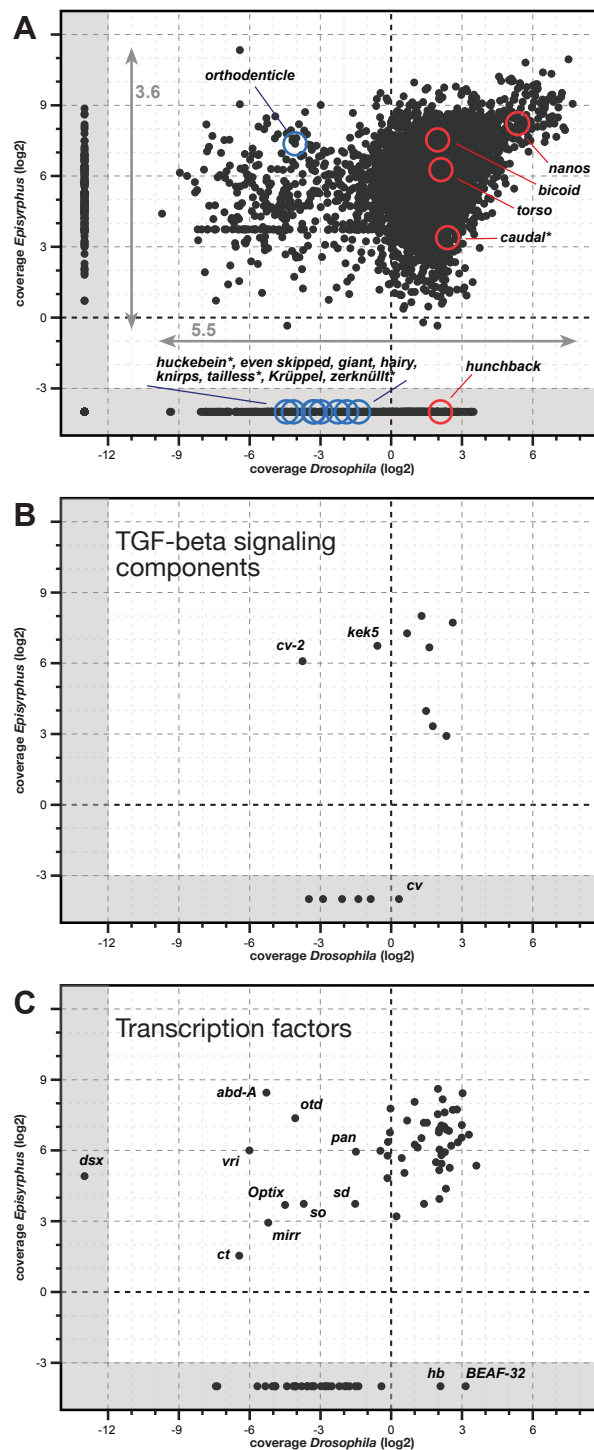 A
9
6
3
0
-3
coverage Episyrphus (log2)
3.6
5.5
orthodenticle
nanos
bicoid
torso
caudal*
huckebein*, even skipped, giant, hairy,
knirps, tailless*, Krüppel, zerknüllt*
hunchback
-12 -9 -6 -3 0 3 6
coverage Drosophila (log2)
B
TGF-beta signaling
components
9
6
3
0
-3
coverage Episyrphus (log2)
kek5
cv-2
cv
-12 -9 -6 -3 0 3 6
coverage Drosophila (log2)
C
Transcription factors
9
6
3
0
-3
coverage Episyrphus (log2)
abd-A
otd
pan
dsx
vri
Optix
so
sd
mirr
ct
hb BEAF-32
-12 -9 -6 -3 0 3 6
coverage Drosophila (log2)